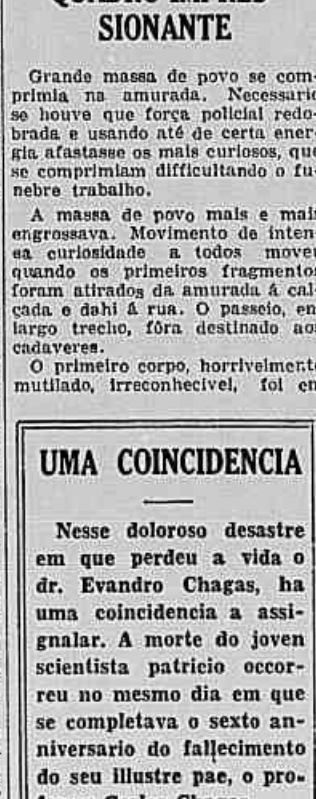 QUADRO IMPRES-
SIONANTE
Grande massa de povo se com-
primia na amurada. Necessario
se houve que força policial redo-
brada e usando até de certa ener-
gia afastasse os mais curiosos, que
se comprimiam difficultando o fu-
nebre trabalho.
A massa de povo mais e mais
engrossava. Movimento de inten-
sa curiosidade a todos moveu
quando os primeiros fragmentos
foram atirados da amurada á cal-
çada e dahi á rua. O passeio, em
largo trecho, fôra destinado aos
cadaveres.
O primeiro corpo, horrivelmente
mutilado, irreconhecivel, foi en
UMA COINCIDENCIA
Nesse doloroso desastre
em que perdeu a vida o
dr. Evandro Chagas, ha
uma coincidencia a assi-
gnalar. A morte do joven
scientista patricio occor-
reu no mesmo dia em que
se completava o sexto an-
niversario do fallecimento
do seu illustre pae, o pro-